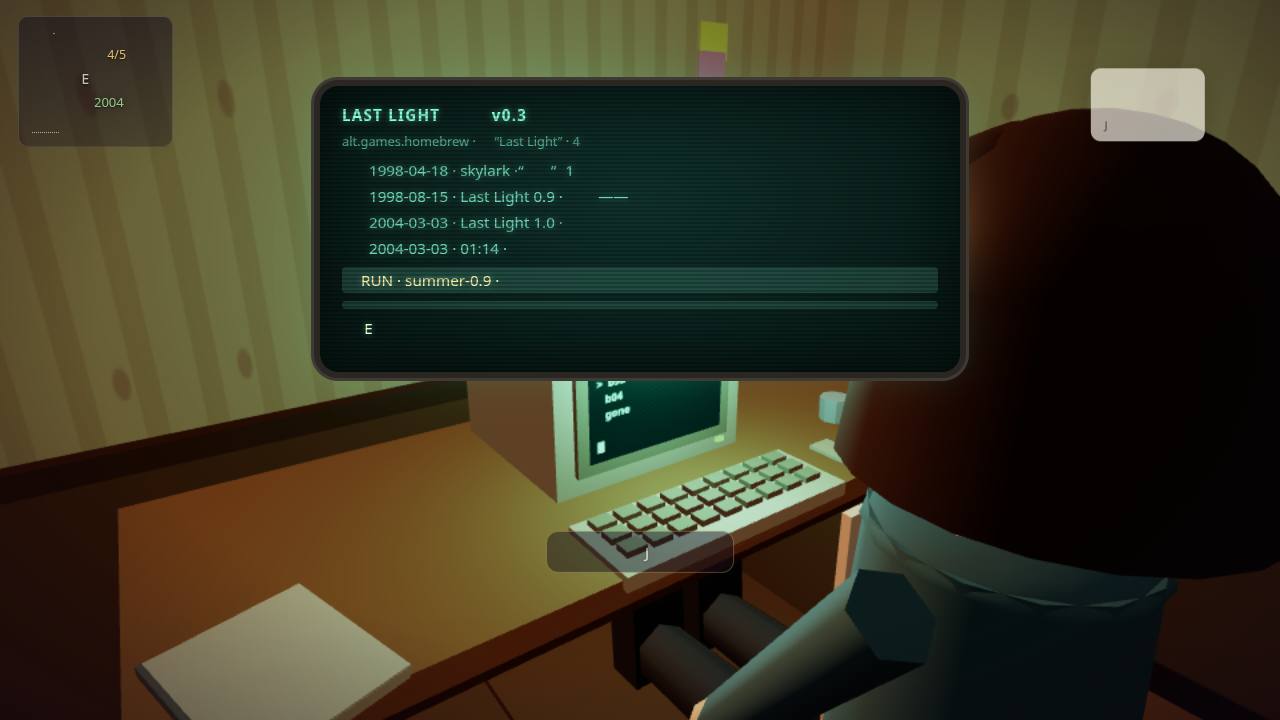 4/5
E
2004
LAST LIGHT v0.3
alt.games.homebrew · “Last Light” · 4
1998-04-18 · skylark ·“ ” 1
1998-08-15 · Last Light 0.9 · ——
2004-03-03 · Last Light 1.0 ·
2004-03-03 · 01:14 ·
RUN · summer-0.9 ·
E
b04
gone
J
J